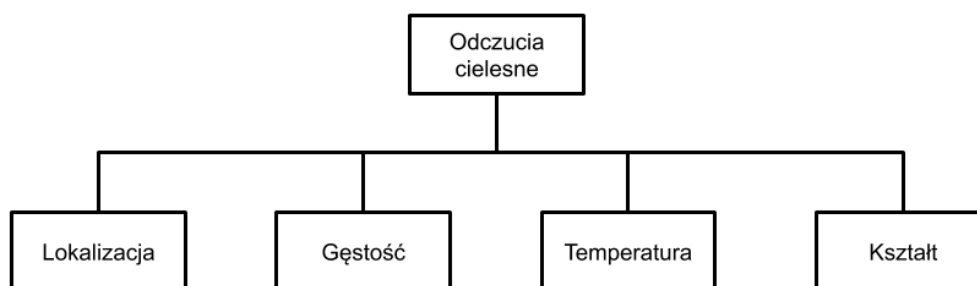 Odczucia
cielesne
Lokalizacja
Gęstość
Temperatura
Kształt